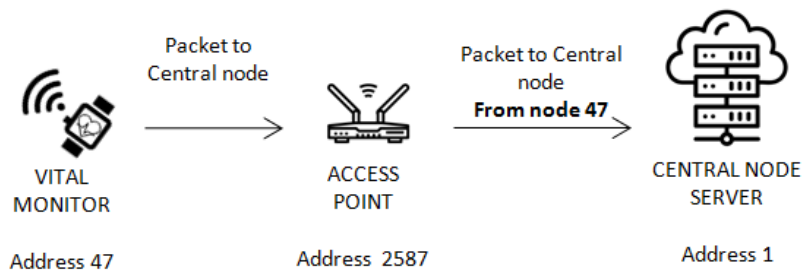 Packet to
Central node
Packet to Central
node
From node 47
VITAL
MONITOR
ACCESS
POINT
CENTRAL NODE
SERVER
Address 47
Address 2587
Address 1